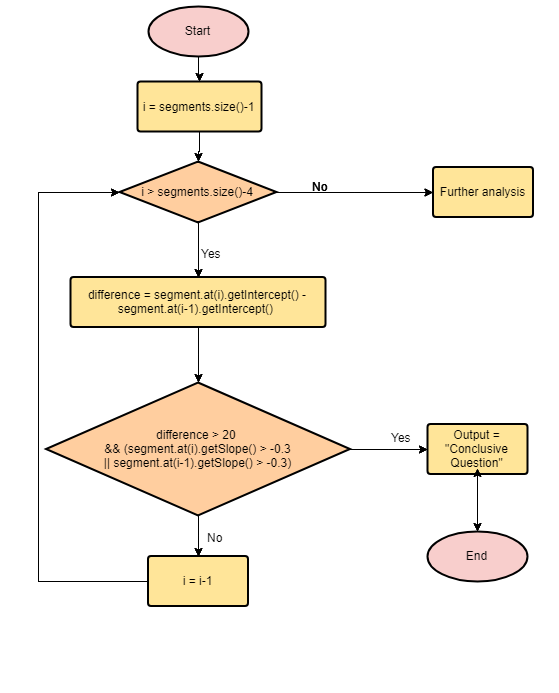 Start
i = segments.size()-1
i > segments.size()-4
No
Further analysis
Yes
difference = segment.at(i).getIntercept() -
segment.at(i-1).getIntercept()
difference > 20
&& (segment.at(i).getSlope() > -0.3
|| segment.at(i-1).getSlope() > -0.3)
Yes
Output =
"Conclusive
Question"
No
End
i = i-1